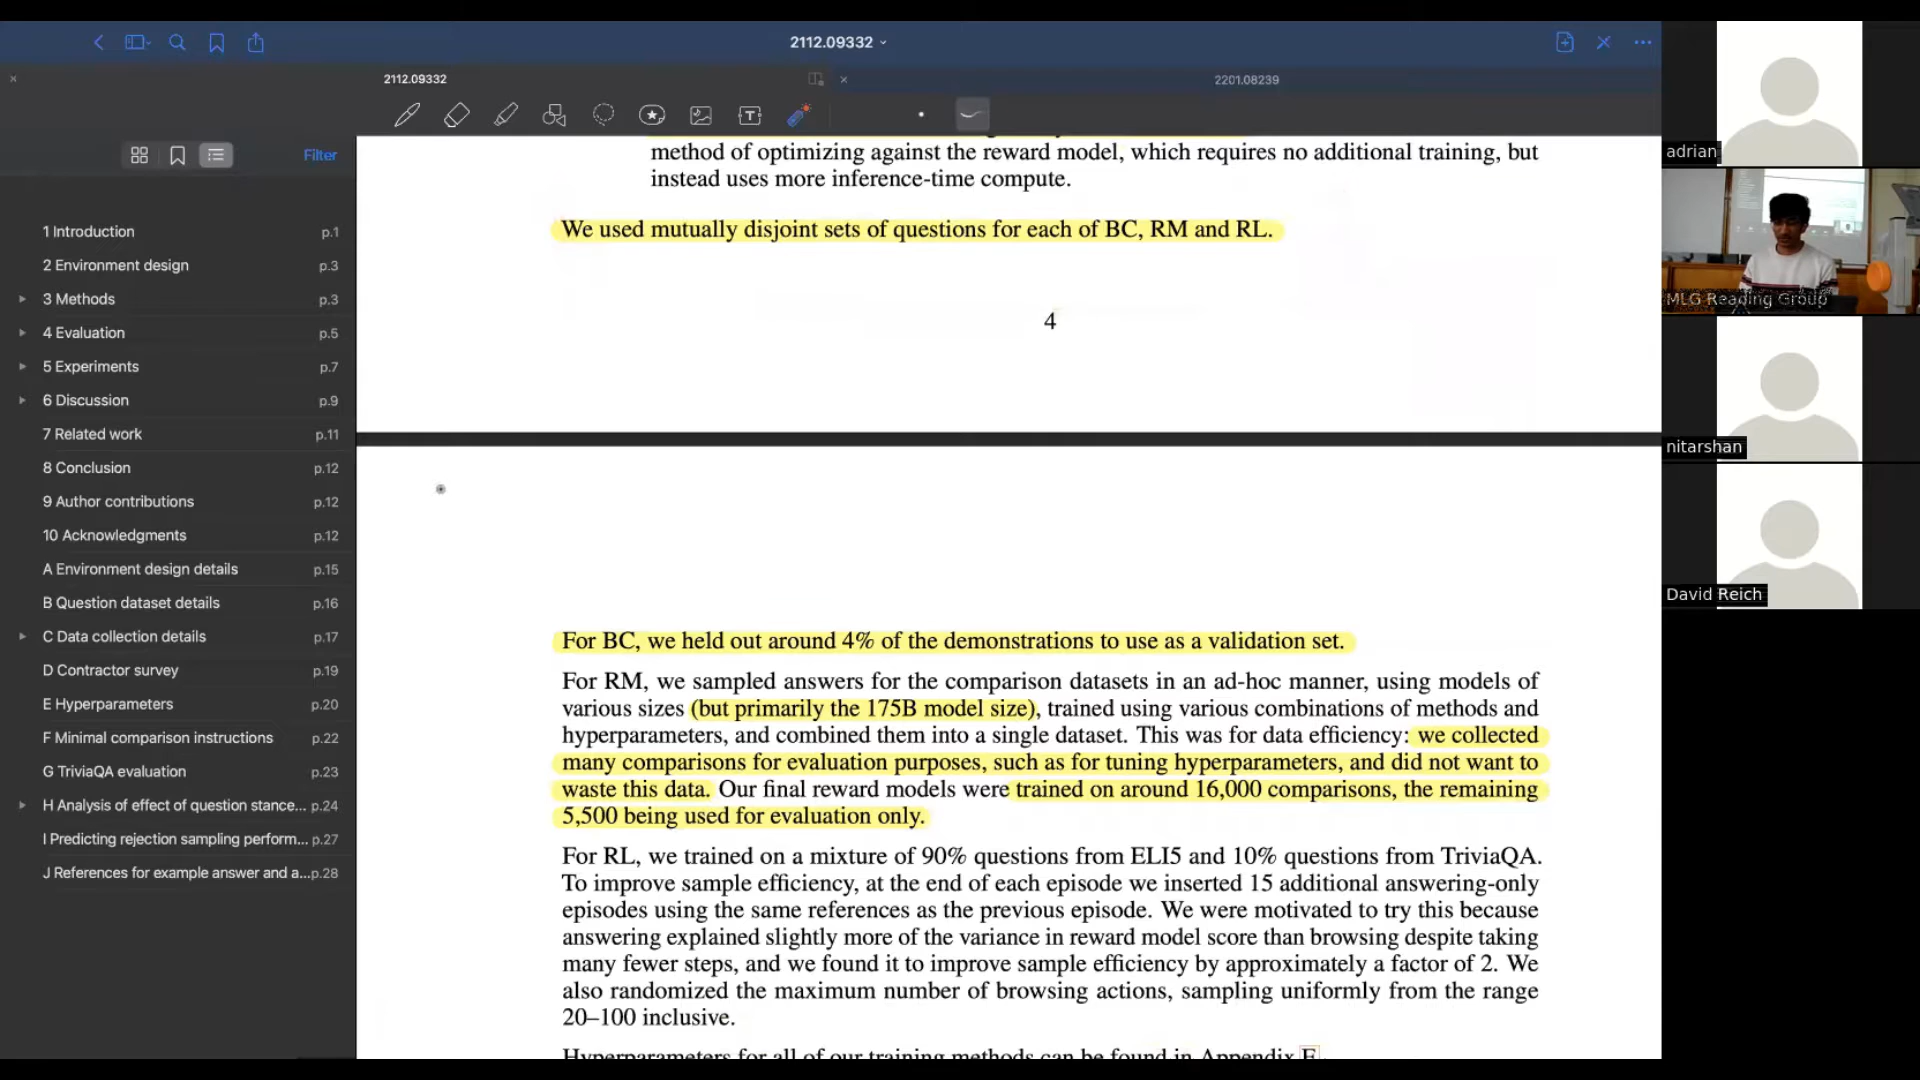 2112.09332
2112.09332
2201.08239
Filter
1 Introduction p.1
2 Environment design p.3
3 Methods p.3
4 Evaluation p.5
5 Experiments p.7
6 Discussion p.9
7 Related work p.11
8 Conclusion p.12
9 Author contributions p.12
10 Acknowledgments p.12
A Environment design details p.15
B Question dataset details p.16
C Data collection details p.17
D Contractor survey p.19
E Hyperparameters p.20
F Minimal comparison instructions p.22
G TriviaQA evaluation p.23
H Analysis of effect of question stance... p.24
I Predicting rejection sampling perform... p.27
J References for example answer and a... p.28
method of optimizing against the reward model, which requires no additional training, but
instead uses more inference-time compute.
We used mutually disjoint sets of questions for each of BC, RM and RL.
4
For BC, we held out around 4% of the demonstrations to use as a validation set.
For RM, we sampled answers for the comparison datasets in an ad-hoc manner, using models of
various sizes (but primarily the 175B model size), trained using various combinations of methods and
hyperparameters, and combined them into a single dataset. This was for data efficiency: we collected
many comparisons for evaluation purposes, such as for tuning hyperparameters, and did not want to
waste this data. Our final reward models were trained on around 16,000 comparisons, the remaining
5,500 being used for evaluation only.
For RL, we trained on a mixture of 90% questions from ELI5 and 10% questions from TriviaQA.
To improve sample efficiency, at the end of each episode we inserted 15 additional answering-only
episodes using the same references as the previous episode. We were motivated to try this because
answering explained slightly more of the variance in reward model score than browsing despite taking
many fewer steps, and we found it to improve sample efficiency by approximately a factor of 2. We
also randomized the maximum number of browsing actions, sampling uniformly from the range
20–100 inclusive.
Hyperparameters for all of our training methods can be found in Appendix E.
adrian
MLG Reading Group
nitarshan
David Reich